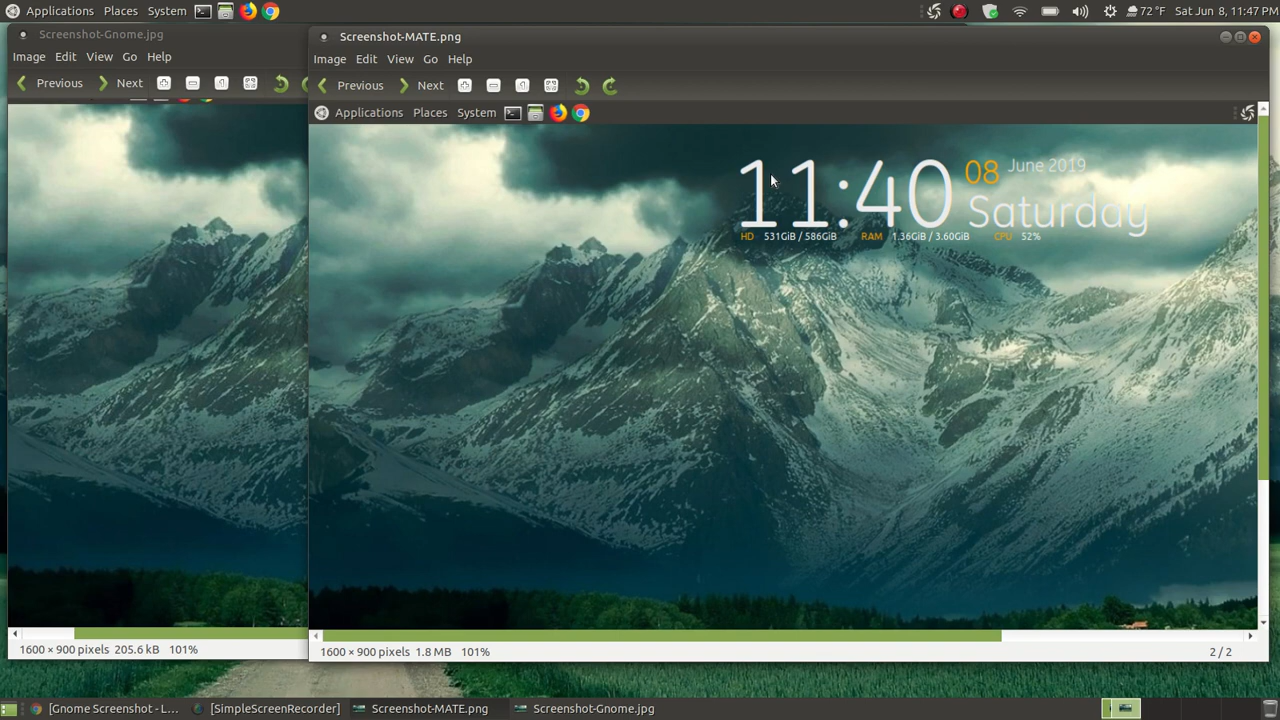 Applications Places System 72 °F Sat Jun 8, 11:47 PM
Screenshot-Gnome.jpg
Image Edit View Go Help
Previous Next
1600 × 900 pixels 205.6 kB 101%
Screenshot-MATE.png
Image Edit View Go Help
Previous Next
Applications Places System
11:40 08 June 2019
Saturday
HD 531GiB / 586GiB RAM 1.36GiB / 3.60GiB CPU 52%
1600 × 900 pixels 1.8 MB 101% 2 / 2
[Gnome Screenshot - L... [SimpleScreenRecorder] Screenshot-MATE.png Screenshot-Gnome.jpg